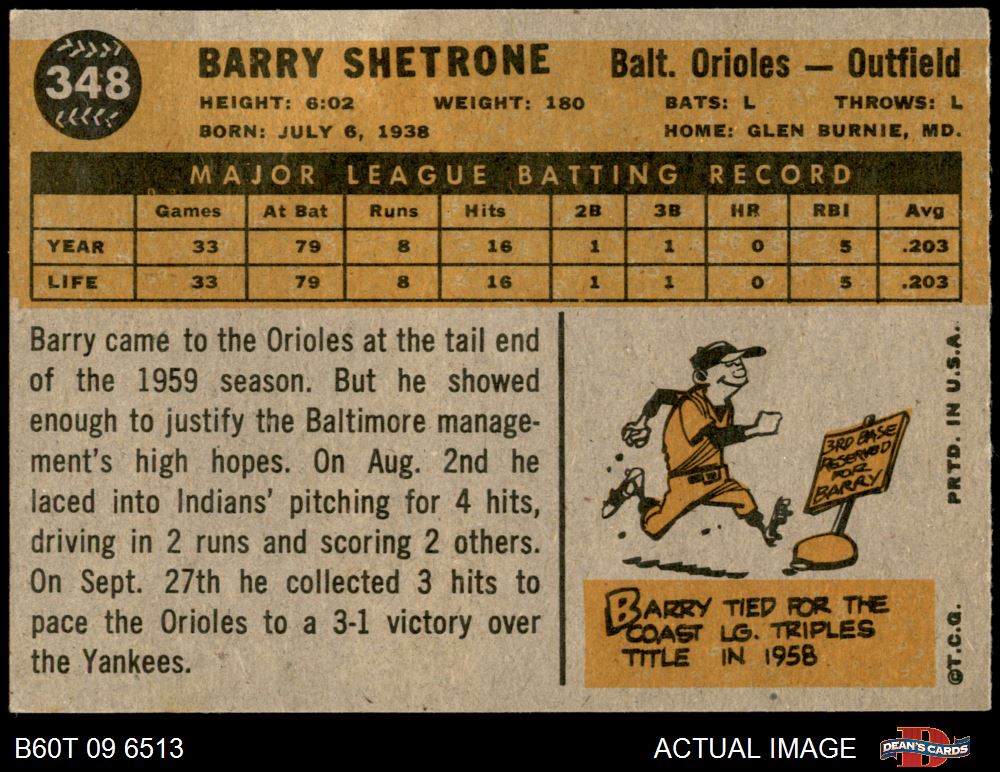 348
BARRY SHETRONE Balt. Orioles — Outfield
HEIGHT: 6:02 WEIGHT: 180 BATS: L THROWS: L
BORN: JULY 6, 1938 HOME: GLEN BURNIE, MD.
MAJOR LEAGUE BATTING RECORD
Games At Bat Runs Hits 2B 3B HR RBI Avg
YEAR 33 79 8 16 1 1 0 5 .203
LIFE 33 79 8 16 1 1 0 5 .203
Barry came to the Orioles at the tail end
of the 1959 season. But he showed
enough to justify the Baltimore manage-
ment's high hopes. On Aug. 2nd he
laced into Indians' pitching for 4 hits,
driving in 2 runs and scoring 2 others.
On Sept. 27th he collected 3 hits to
pace the Orioles to a 3-1 victory over
the Yankees.
3RD BASE
RESERVED
FOR
BARRY
BARRY TIED FOR THE
COAST LG. TRIPLES
TITLE IN 1958
PRTD. IN U.S.A.
©T.C.G.
B60T 09 6513 ACTUAL IMAGE DEAN'S CARDS